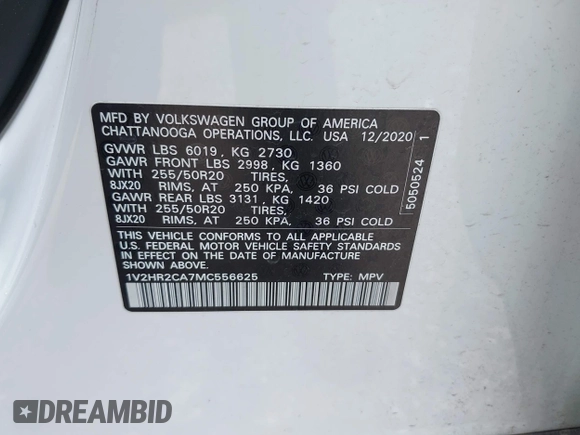 MFD BY VOLKSWAGEN GROUP OF AMERICA
CHATTANOOGA OPERATIONS, LLC. USA 12/2020
GVWR LBS 6019, KG 2730
GAWR FRONT LBS 2998, KG 1360
WITH 255/50R20 TIRES,
8JX20 RIMS, AT 250 KPA, 36 PSI COLD
GAWR REAR LBS 3131, KG 1420
WITH 255/50R20 TIRES,
8JX20 RIMS, AT 250 KPA, 36 PSI COLD
THIS VEHICLE CONFORMS TO ALL APPLICABLE
U.S. FEDERAL MOTOR VEHICLE SAFETY STANDARDS
IN EFFECT ON THE DATE OF MANUFACTURE
SHOWN ABOVE.
1V2HR2CA7MC556625 TYPE: MPV
5050524 1
DREAMBID